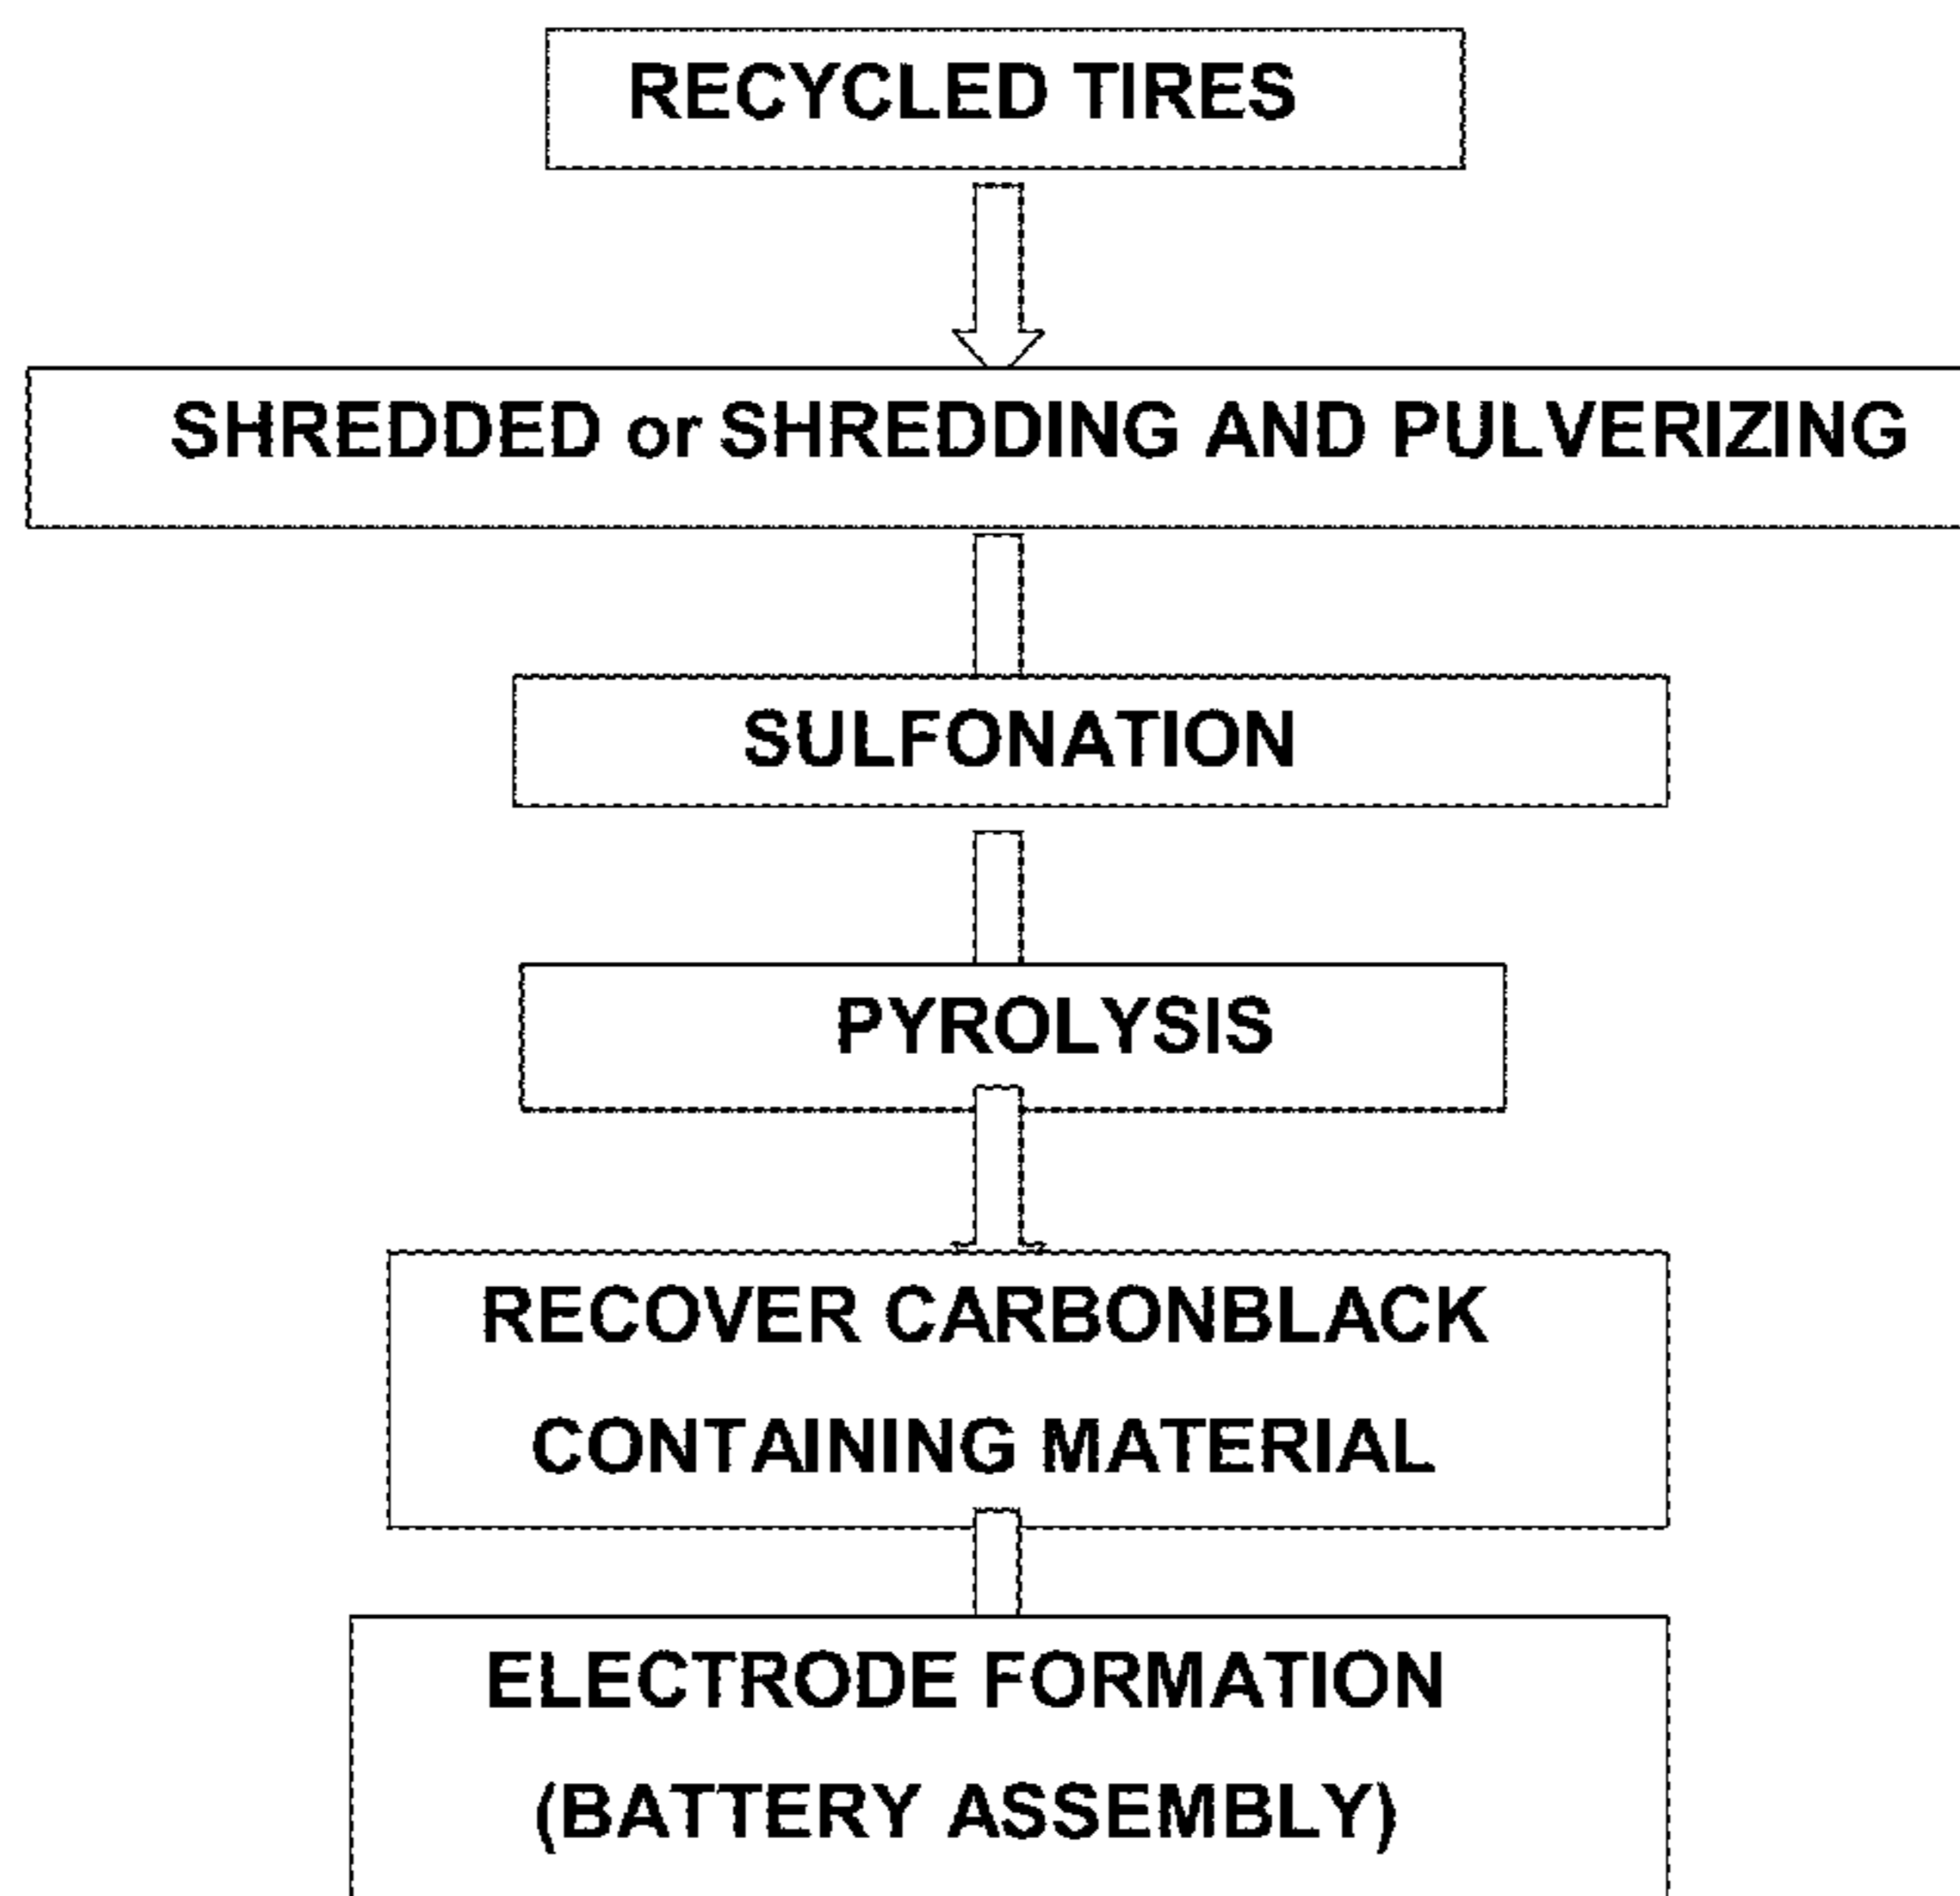 RECYCLED TIRES
SHREDDED or SHREDDING AND PULVERIZING
SULFONATION
PYROLYSIS
RECOVER CARBONBLACK
CONTAINING MATERIAL
ELECTRODE FORMATION
(BATTERY ASSEMBLY)